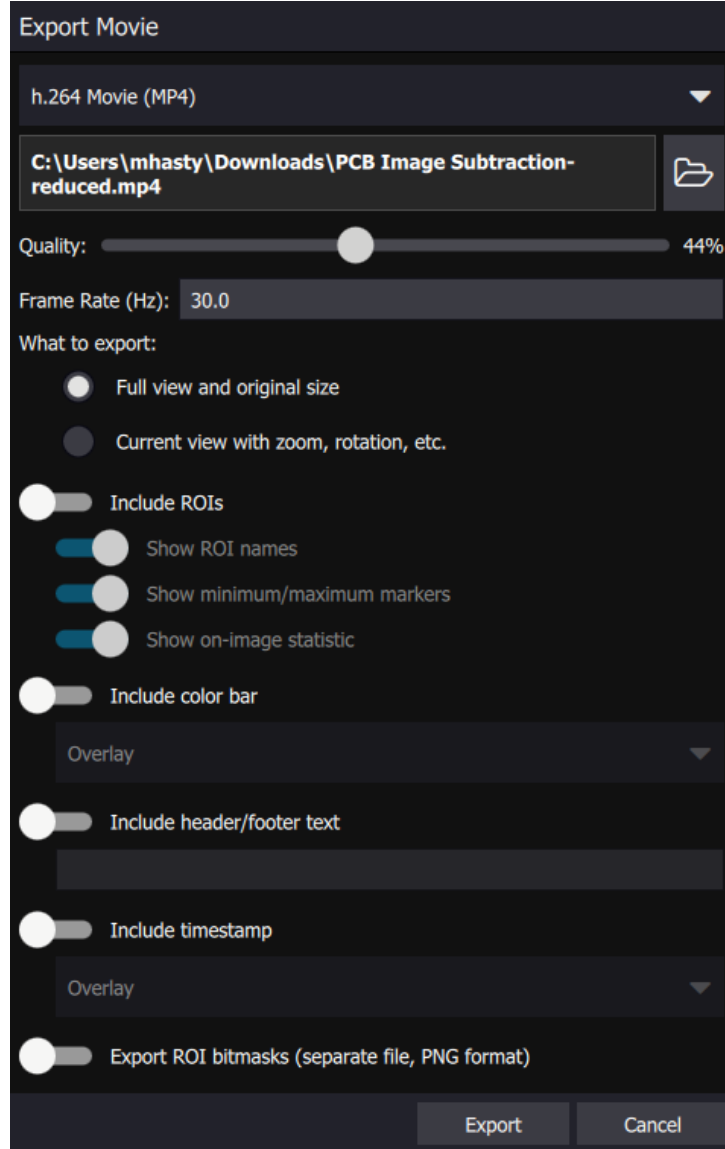 Export Movie
h.264 Movie (MP4)
C:\Users\mhasty\Downloads\PCB Image Subtraction-
reduced.mp4
Quality: 44%
Frame Rate (Hz): 30.0
What to export:
Full view and original size
Current view with zoom, rotation, etc.
Include ROIs
Show ROI names
Show minimum/maximum markers
Show on-image statistic
Include color bar
Overlay
Include header/footer text
Include timestamp
Overlay
Export ROI bitmasks (separate file, PNG format)
Export Cancel